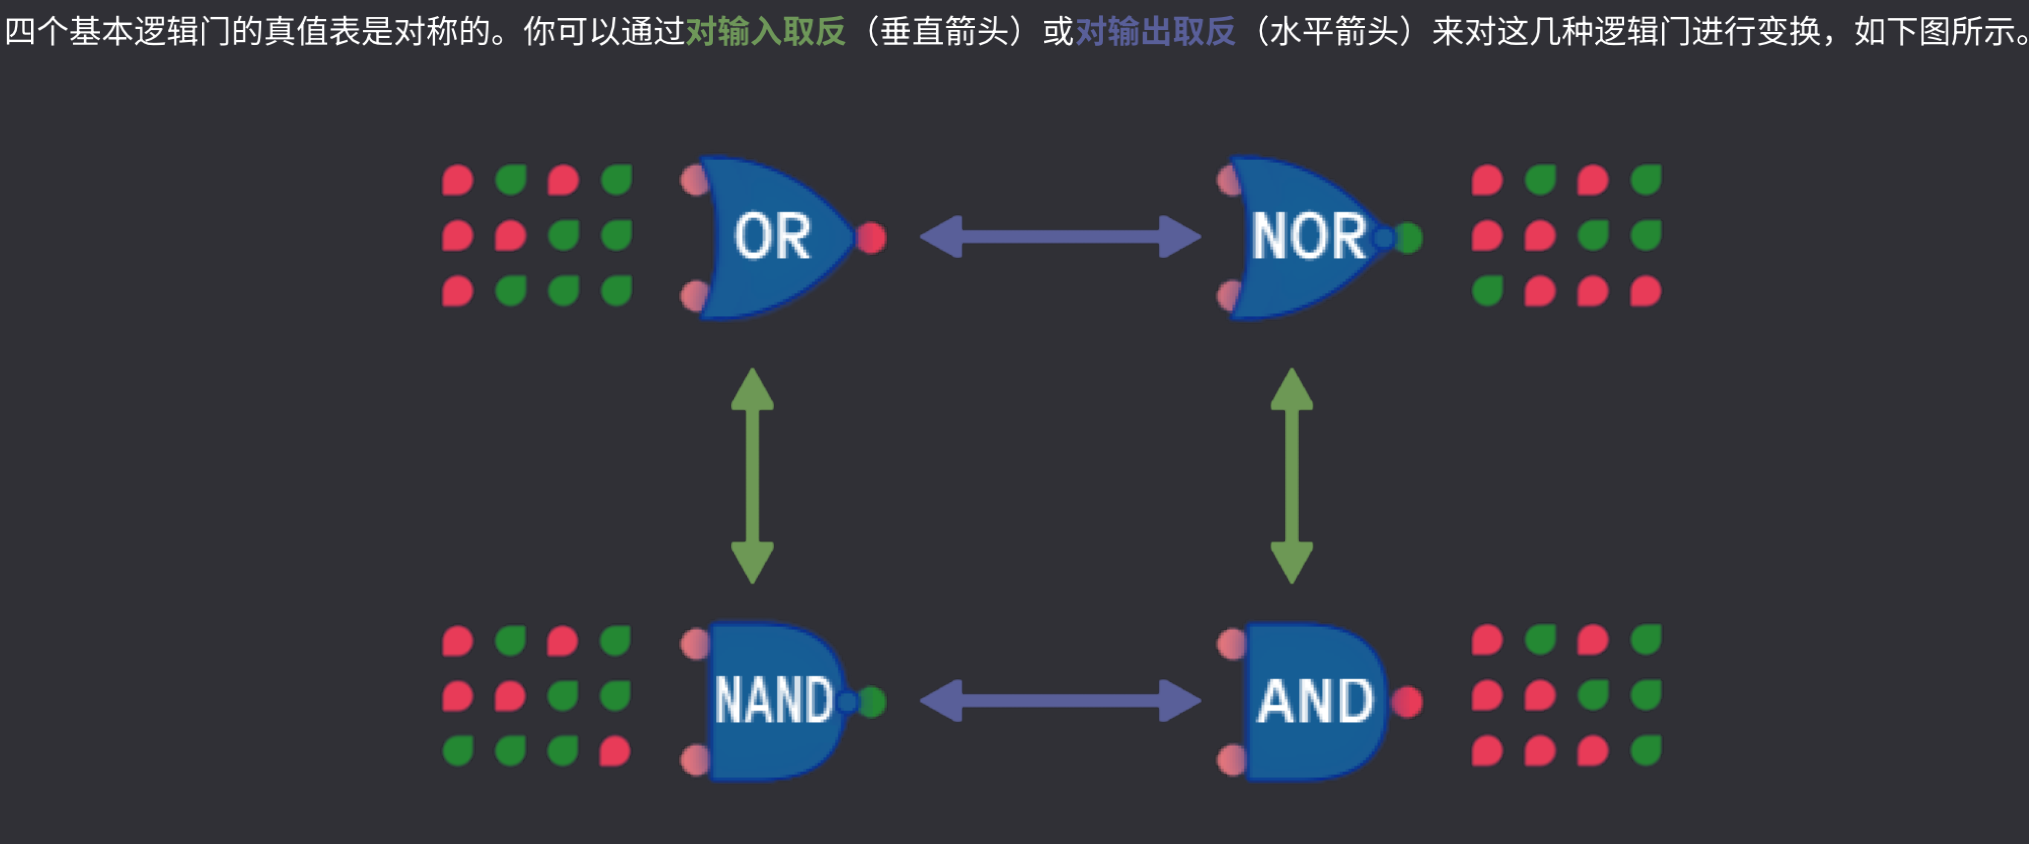 四个基本逻辑门的真值表是对称的。你可以通过对输入取反（垂直箭头）或对输出取反（水平箭头）来对这几种逻辑门进行变换，如下图所示。
OR
NOR
NAND
AND